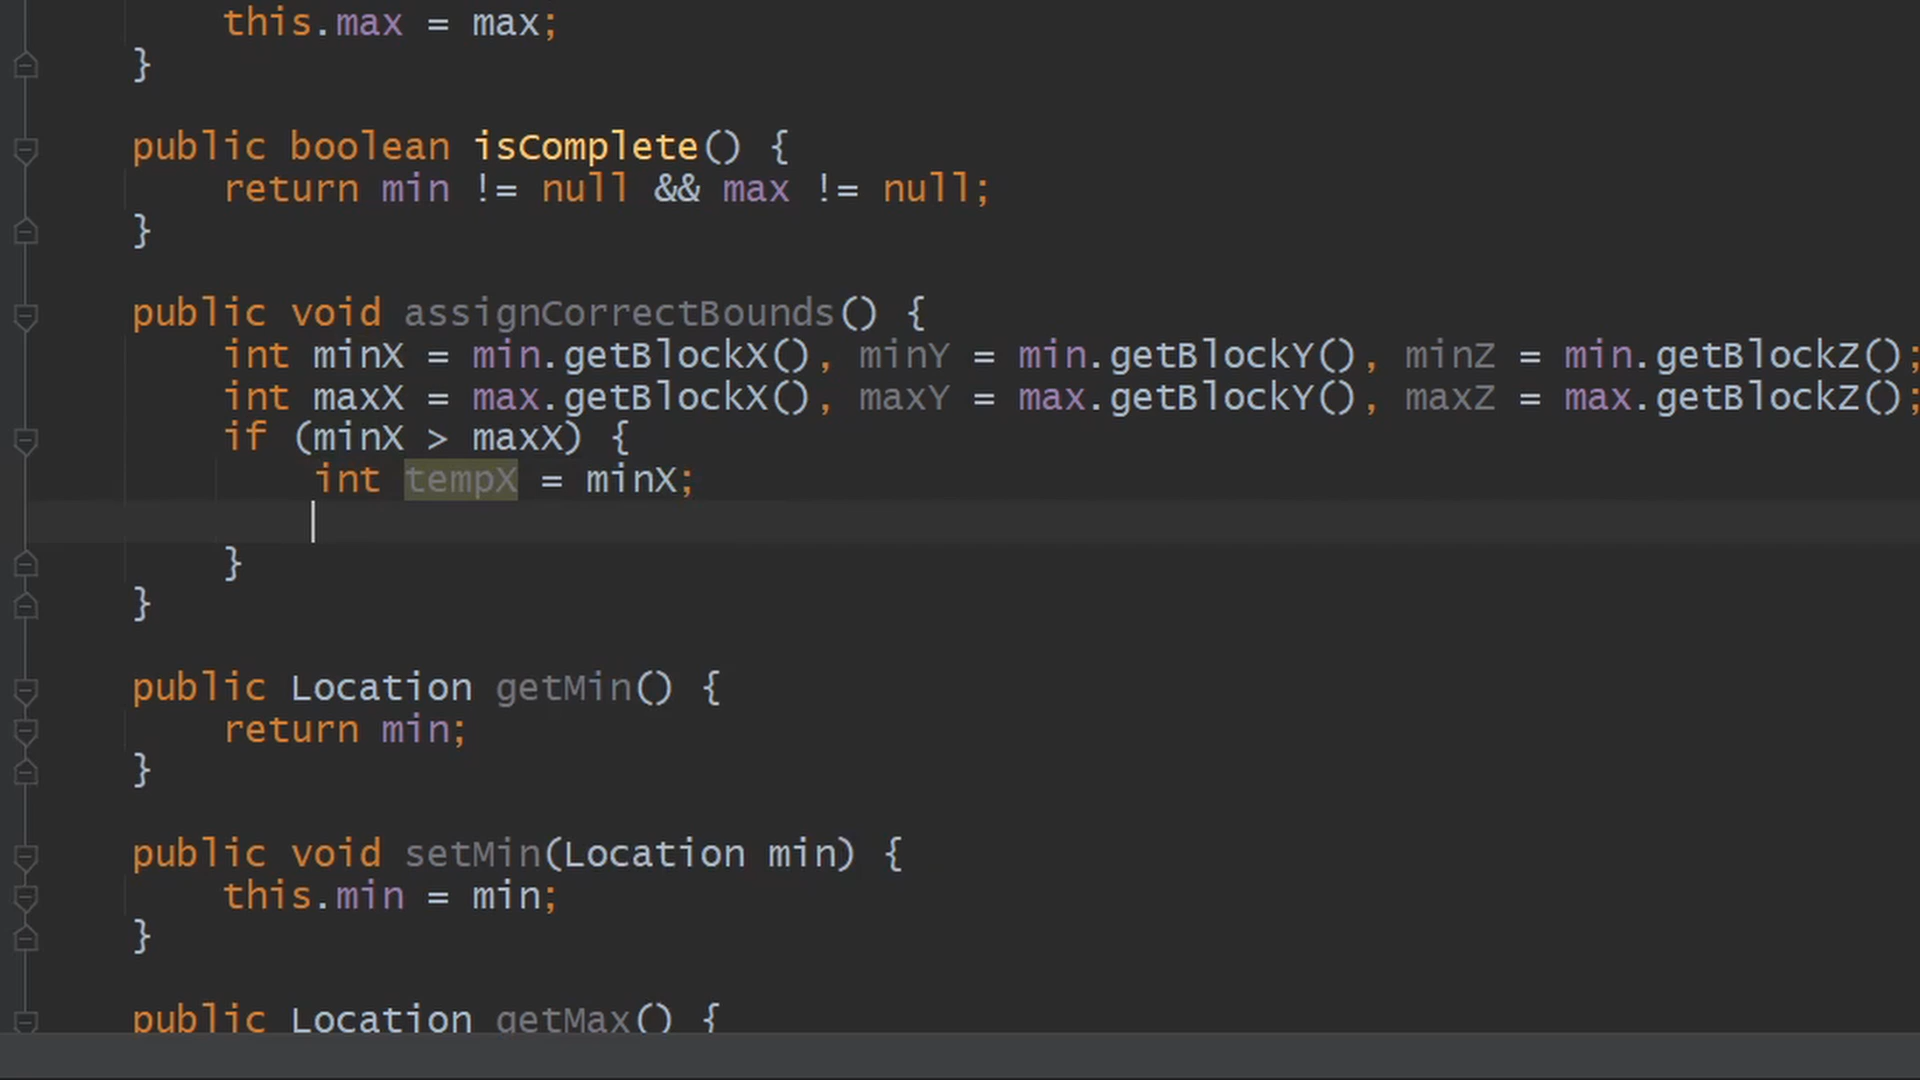 this.max = max;
}
public boolean isComplete() {
return min != null && max != null;
}
public void assignCorrectBounds() {
int minX = min.getBlockX(), minY = min.getBlockY(), minZ = min.getBlockZ();
int maxX = max.getBlockX(), maxY = max.getBlockY(), maxZ = max.getBlockZ();
if (minX > maxX) {
int tempX = minX;
}
}
public Location getMin() {
return min;
}
public void setMin(Location min) {
this.min = min;
}
public Location getMax() {